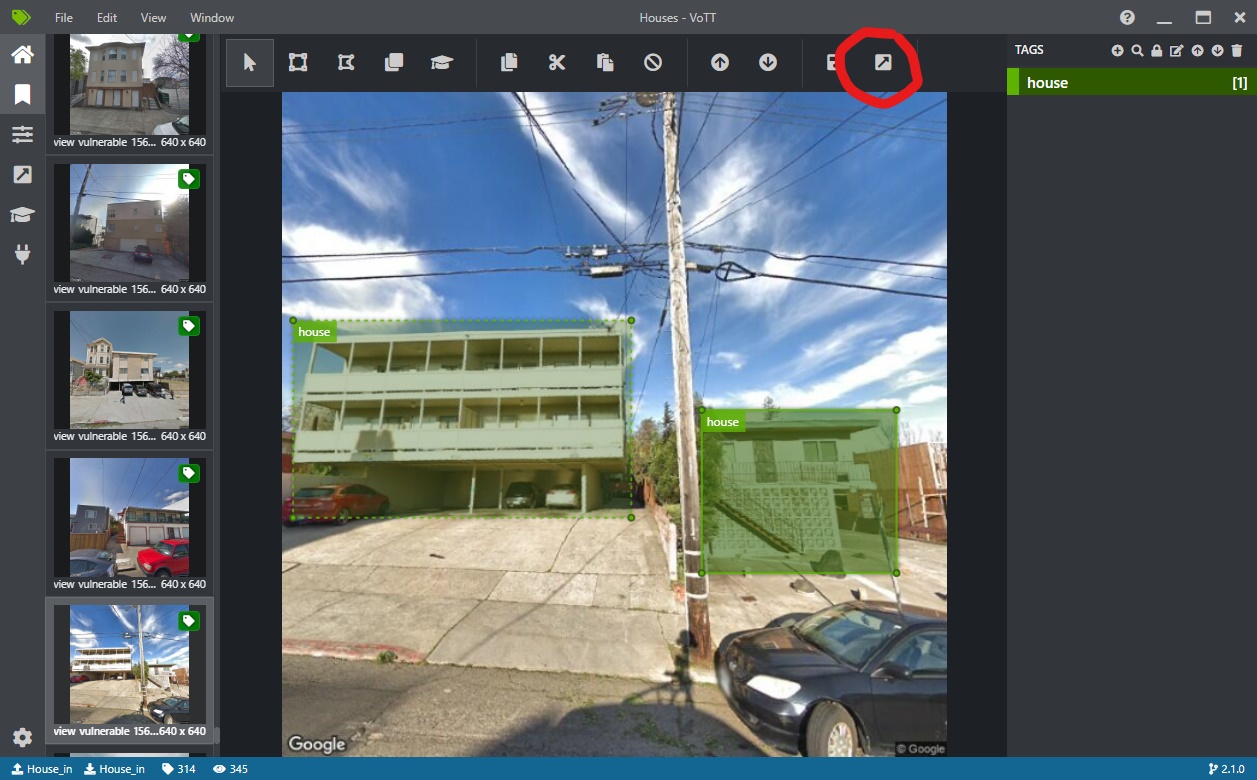 File Edit View Window
Houses - VoTT
TAGS
house [1]
view vulnerable 156... 640 x 640
view vulnerable 156... 640 x 640
view vulnerable 156... 640 x 640
view vulnerable 156... 640 x 640
view vulnerable 156...640 x 640
house
house
Google
© Google
House_in House_in 314 345
2.1.0